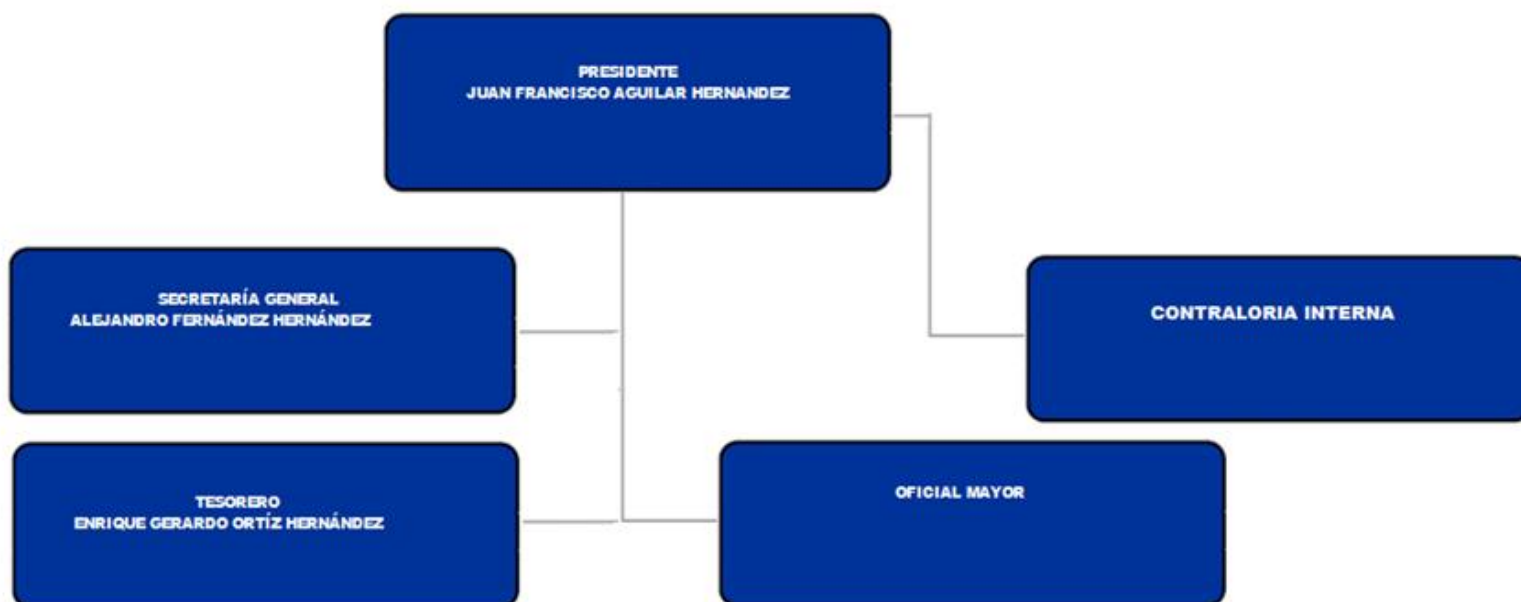 PRESIDENTE
JUAN FRANCISCO AGUILAR HERNANDEZ
SECRETARÍA GENERAL
ALEJANDRO FERNÁNDEZ HERNÁNDEZ
CONTRALORIA INTERNA
TESORERO
ENRIQUE GERARDO ORTÍZ HERNÁNDEZ
OFICIAL MAYOR